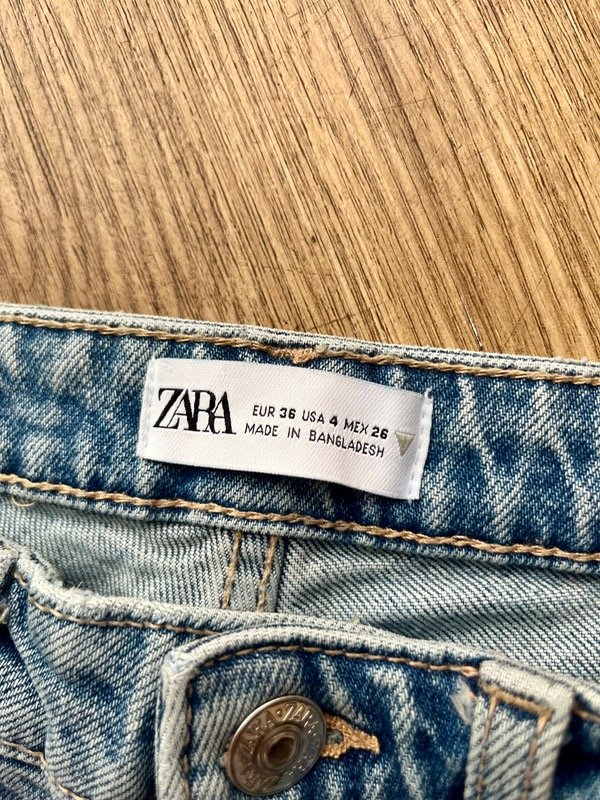 ZARA
EUR 36 USA 4 MEX 26
MADE IN BANGLADESH
ZARA · ZARA